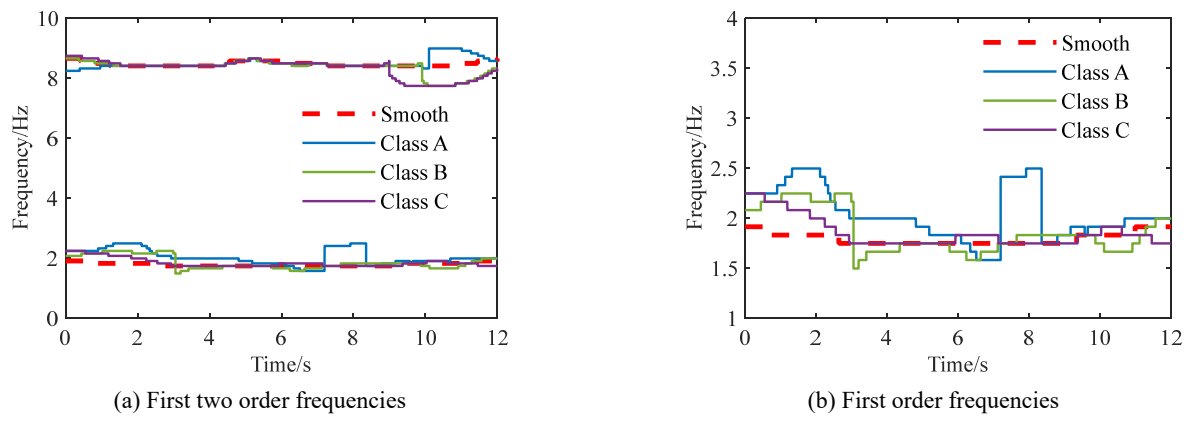 10
8
6
4
2
0
Frequency/Hz
Smooth
Class A
Class B
Class C
0 2 4 6 8 10 12
Time/s
(a) First two order frequencies
4
3.5
3
2.5
2
1.5
1
Frequency/Hz
Smooth
Class A
Class B
Class C
0 2 4 6 8 10 12
Time/s
(b) First order frequencies